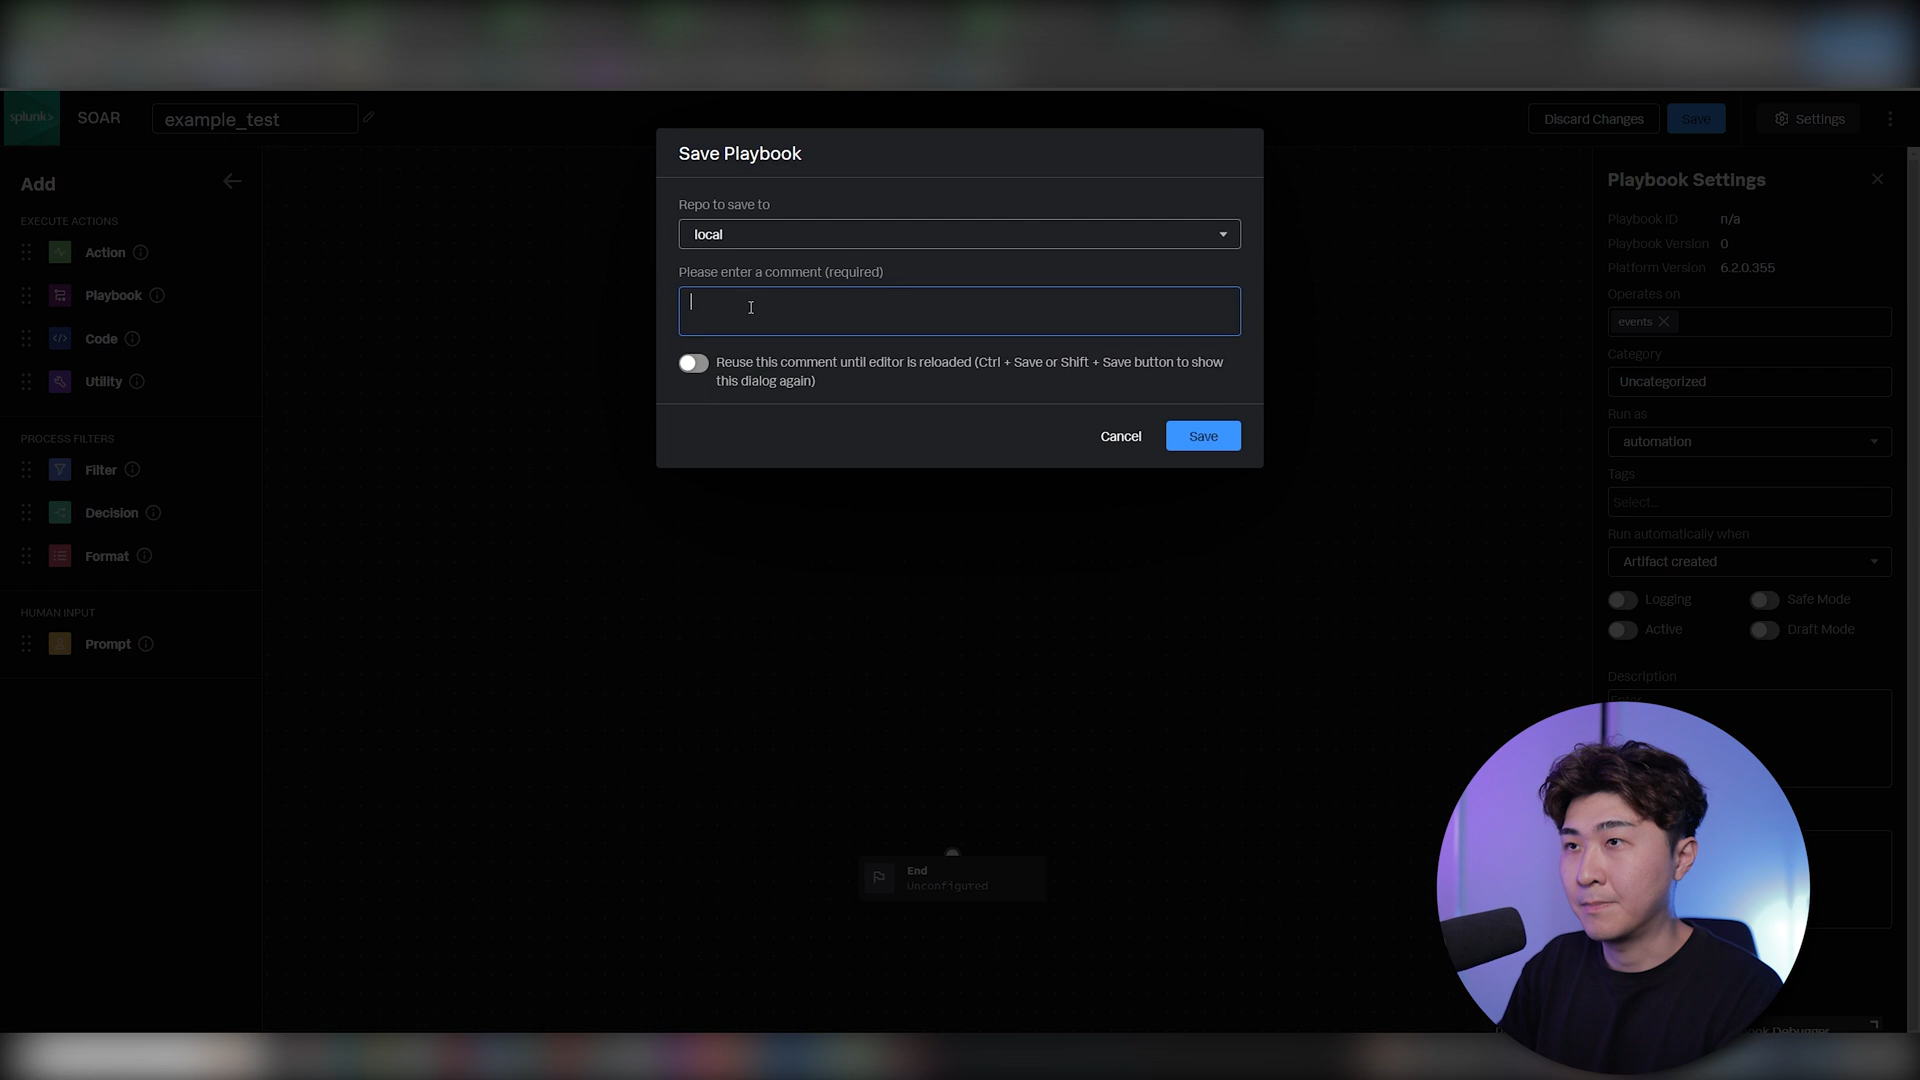 splunk>
SOAR
example_test
Discard Changes
Save
Settings
Add
EXECUTE ACTIONS
Action
Playbook
Code
Utility
PROCESS FILTERS
Filter
Decision
Format
HUMAN INPUT
Prompt
Save Playbook
Repo to save to
local
Please enter a comment (required)
Reuse this comment until editor is reloaded (Ctrl + Save or Shift + Save button to show
this dialog again)
Cancel
Save
End
Unconfigured
Playbook Settings
Playbook ID n/a
Playbook Version 0
Platform Version 6.2.0.355
Operates on
events
Category
Uncategorized
Run as
automation
Tags
Select...
Run automatically when
Artifact created
Logging Safe Mode
Active Draft Mode
Description
Debugger